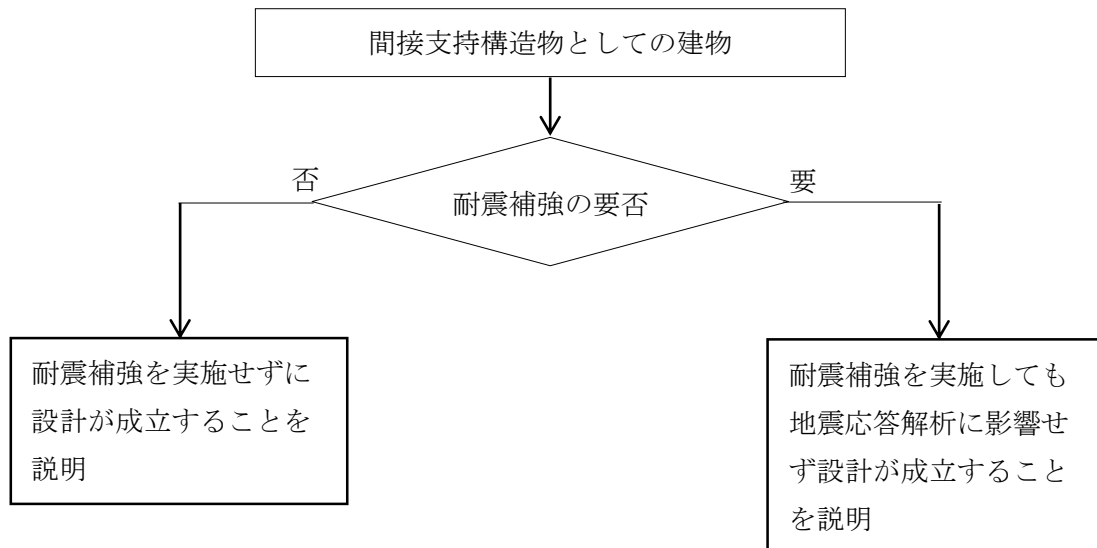 間接支持構造物としての建物
否
要
耐震補強の要否
耐震補強を実施せずに
設計が成立することを
説明
耐震補強を実施しても
地震応答解析に影響せ
ず設計が成立すること
を説明